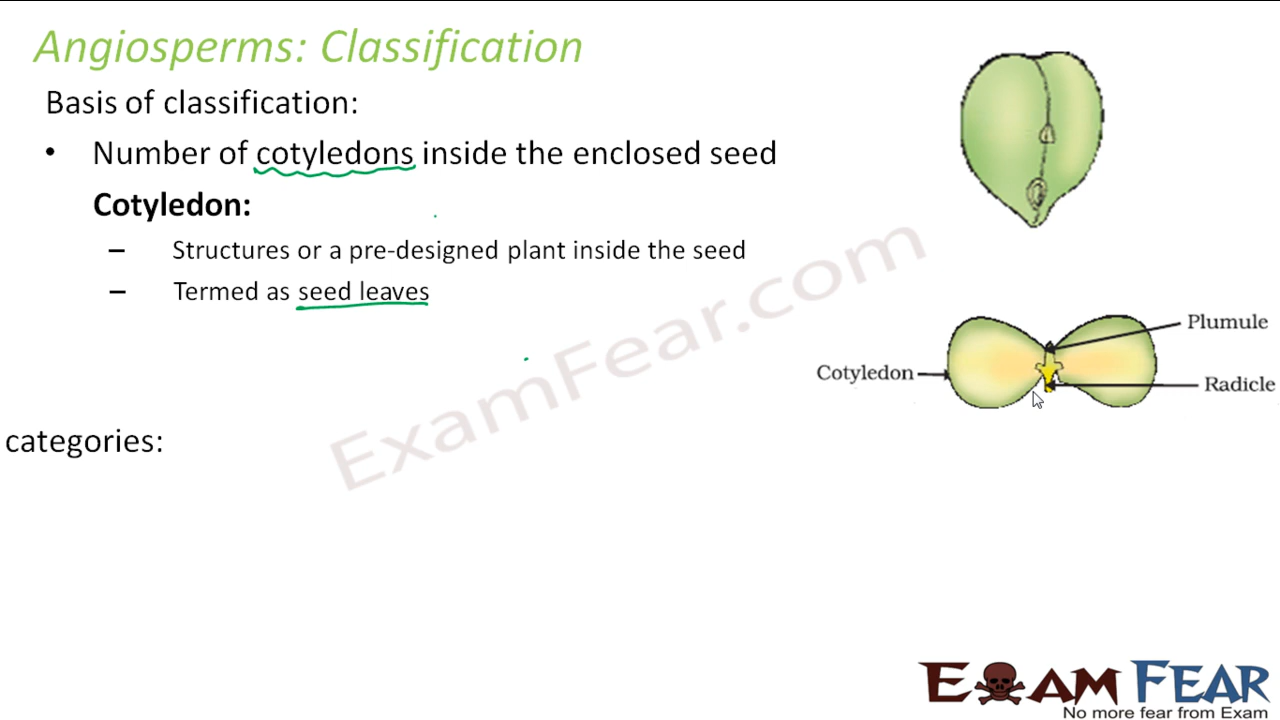 Angiosperms: Classification
Basis of classification:
• Number of cotyledons inside the enclosed seed
Cotyledon:
– Structures or a pre-designed plant inside the seed
– Termed as seed leaves
categories:
Plumule
Cotyledon
Radicle
ExamFear.com
EXAM FEAR
No more fear from Exam